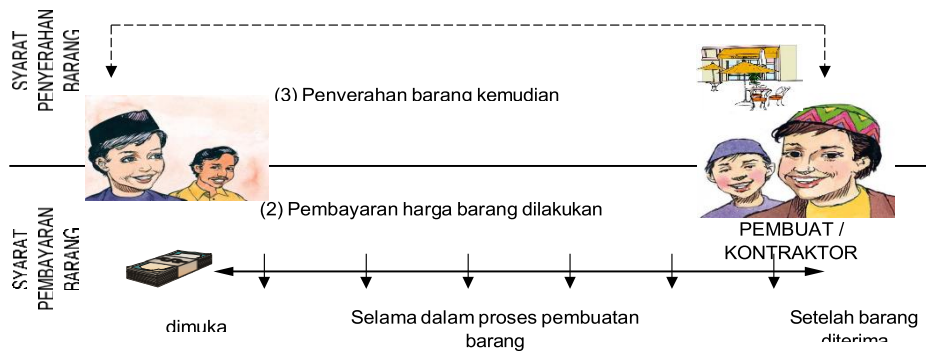 SYARAT
PENYERAHAN
BARANG
(3) Penyerahan barang kemudian
(2) Pembayaran harga barang dilakukan
PEMBUAT /
KONTRAKTOR
SYARAT
PEMBAYARAN
BARANG
dimuka
Selama dalam proses pembuatan
barang
Setelah barang
diterima